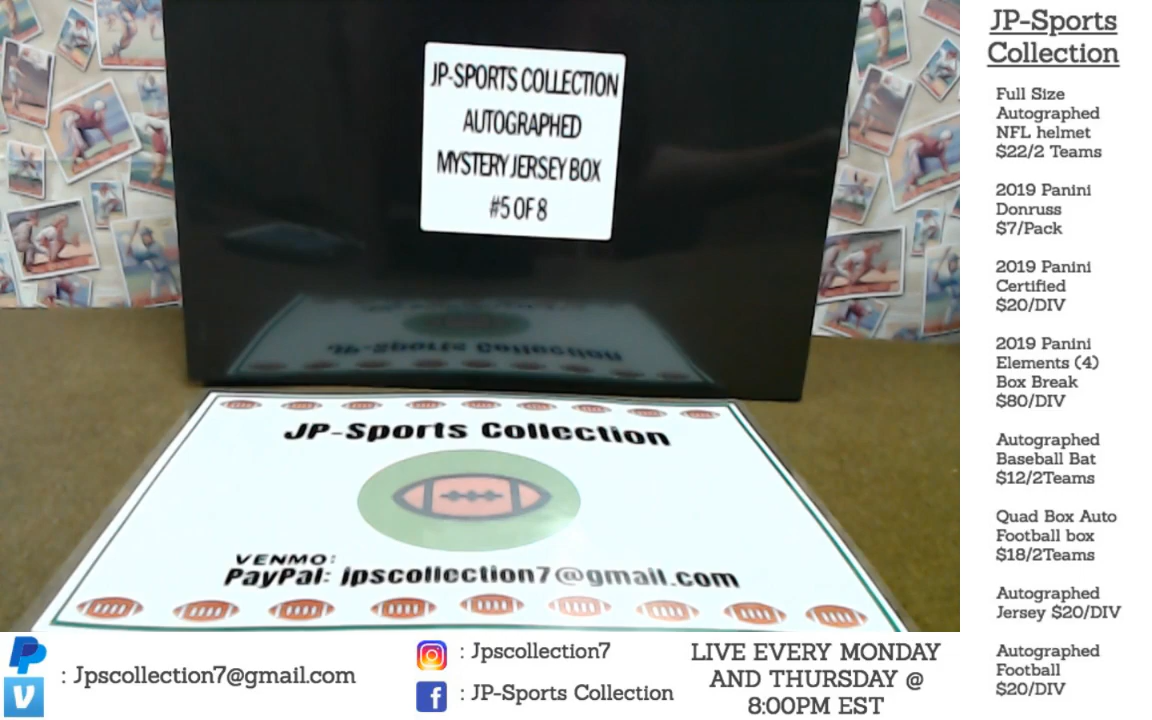 JP-SPORTS COLLECTION
AUTOGRAPHED
MYSTERY JERSEY BOX
#5 OF 8
JP-Sports Collection
JP-Sports Collection
VENMO:
PayPal: jpscollection7@gmail.com
: Jpscollection7@gmail.com
: Jpscollection7
: JP-Sports Collection
LIVE EVERY MONDAY
AND THURSDAY @
8:00PM EST
JP-Sports
Collection
Full Size
Autographed
NFL helmet
$22/2 Teams
2019 Panini
Donruss
$7/Pack
2019 Panini
Certified
$20/DIV
2019 Panini
Elements (4)
Box Break
$80/DIV
Autographed
Baseball Bat
$12/2Teams
Quad Box Auto
Football box
$18/2Teams
Autographed
Jersey $20/DIV
Autographed
Football
$20/DIV